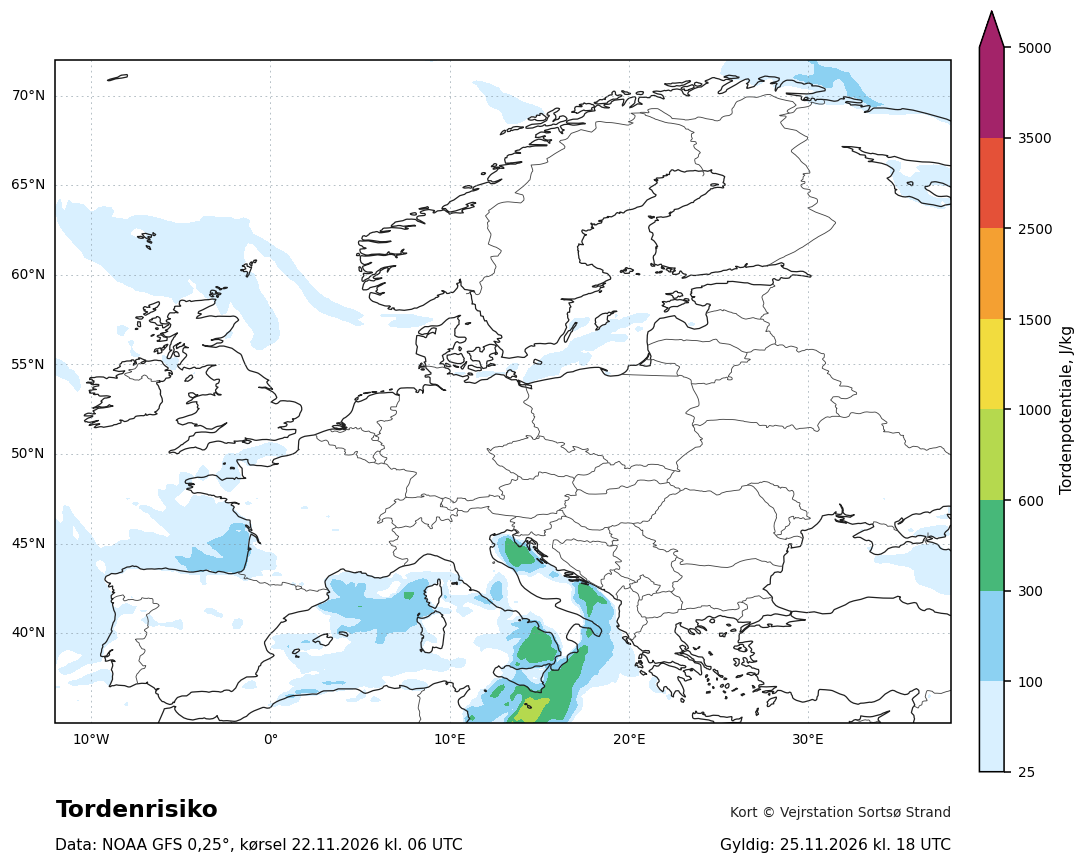 70°N
65°N
60°N
55°N
50°N
45°N
40°N
10°W
0°
10°E
20°E
30°E
5000
3500
2500
1500
1000
600
300
100
25
Tordenpotentiale, J/kg
Tordenrisiko
Kort © Vejrstation Sortsø Strand
Data: NOAA GFS 0,25°, kørsel 22.11.2026 kl. 06 UTC
Gyldig: 25.11.2026 kl. 18 UTC